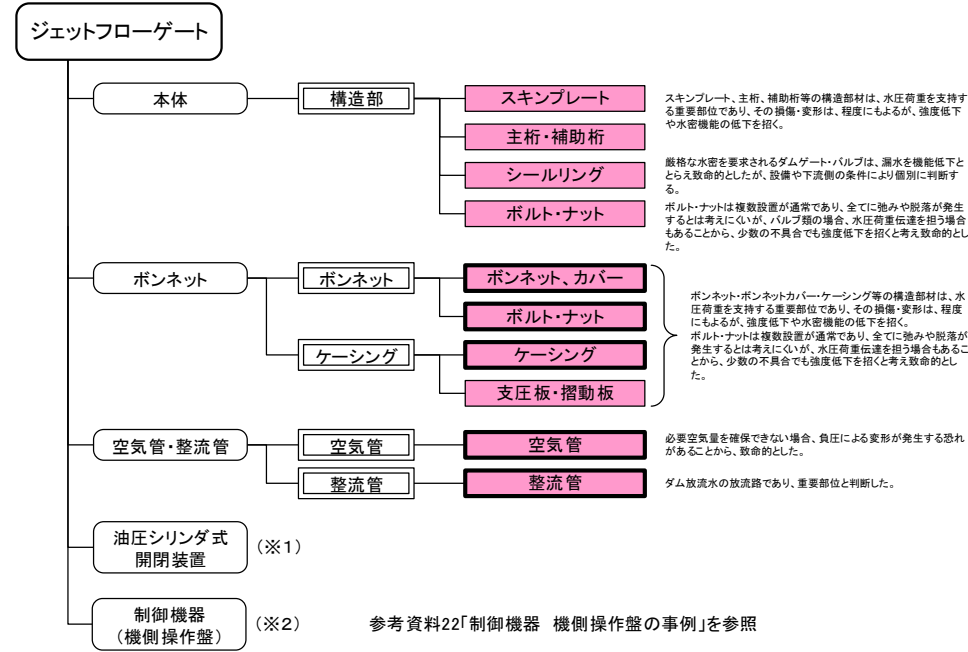 ジェットフローゲート
本体
構造部
スキンプレート
スキンプレート、主桁、補助桁等の構造部材は、水圧荷重を支持す
る重要部位であり、その損傷・変形は、程度にもよるが、強度低下
や水密機能の低下を招く。
主桁・補助桁
シールリング
厳格な水密を要求されるダムゲート・バルブは、漏水を機能低下と
とらえ致命的としたが、設備や下流側の条件により個別に判断す
る。
ボルト・ナット
ボルト・ナットは複数設置が通常であり、全てに弛みや脱落が発生
するとは考えにくいが、バルブ類の場合、水圧荷重伝達を担う場合
もあることから、少数の不具合でも強度低下を招くと考え致命的とし
た。
ボンネット
ボンネット
ボンネット、カバー
ボルト・ナット
ケーシング
ケーシング
支圧板・摺動板
ボンネット・ボンネットカバー・ケーシング等の構造部材は、水
圧荷重を支持する重要部位であり、その損傷・変形は、程度
にもよるが、強度低下や水密機能の低下を招く。
ボルト・ナットは複数設置が通常であり、全てに弛みや脱落が
発生するとは考えにくいが、水圧荷重伝達を担う場合もあるこ
とから、少数の不具合でも強度低下を招くと考え致命的とし
た。
空気管・整流管
空気管
空気管
必要空気量を確保できない場合、負圧による変形が発生する恐れ
があることから、致命的とした。
整流管
整流管
ダム放流水の放流路であり、重要部位と判断した。
油圧シリンダ式
開閉装置
(※1)
制御機器
(機側操作盤)
(※2)
参考資料22「制御機器 機側操作盤の事例」を参照